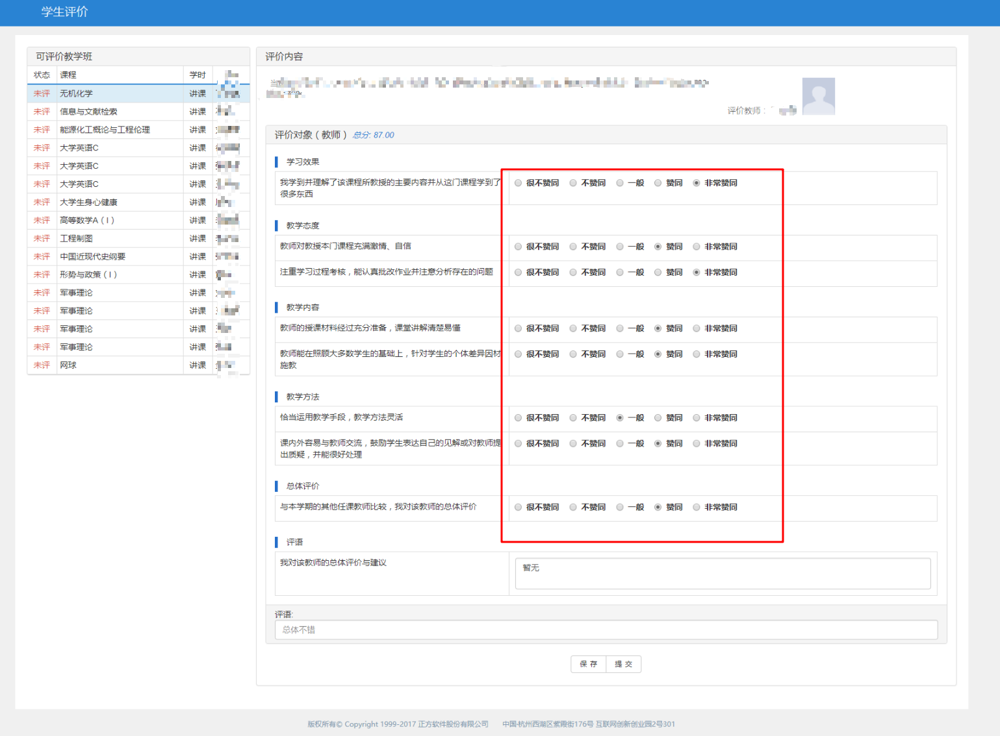 学生评价
可评价教学班
状态 课程 学时
未评 无机化学 讲课
未评 信息与文献检索 讲课
未评 能源化工概论与工程伦理 讲课
未评 大学英语C 讲课
未评 大学英语C 讲课
未评 大学英语C 讲课
未评 大学生身心健康 讲课
未评 高等数学A(I) 讲课
未评 工程制图 讲课
未评 中国近现代史纲要 讲课
未评 形势与政策(I) 讲课
未评 军事理论 讲课
未评 军事理论 讲课
未评 军事理论 讲课
未评 军事理论 讲课
未评 网球 讲课
评价内容
评价教师:
评价对象(教师) 总分: 87.00
学习效果
我学到并理解了该课程所教授的主要内容并从这门课程学到了
很多东西
很不赞同 不赞同 一般 赞同 非常赞同
教学态度
教师对教授本门课程充满激情、自信 很不赞同 不赞同 一般 赞同 非常赞同
注重学习过程考核,能认真批改作业并注意分析存在的问题 很不赞同 不赞同 一般 赞同 非常赞同
教学内容
教师的授课材料经过充分准备,课堂讲解清楚易懂 很不赞同 不赞同 一般 赞同 非常赞同
教师能在照顾大多数学生的基础上,针对学生的个体差异因材
施教
很不赞同 不赞同 一般 赞同 非常赞同
教学方法
恰当运用教学手段,教学方法灵活 很不赞同 不赞同 一般 赞同 非常赞同
课内外容易与教师交流,鼓励学生表达自己的见解或对教师提
出质疑,并能很好处理
很不赞同 不赞同 一般 赞同 非常赞同
总体评价
与本学期的其他任课教师比较,我对该教师的总体评价 很不赞同 不赞同 一般 赞同 非常赞同
评语
我对该教师的总体评价与建议 暂无
评语:
总体不错
保 存 提 交
版权所有© Copyright 1999-2017 正方软件股份有限公司 中国·杭州西湖区紫霞街176号 互联网创新创业园2号301